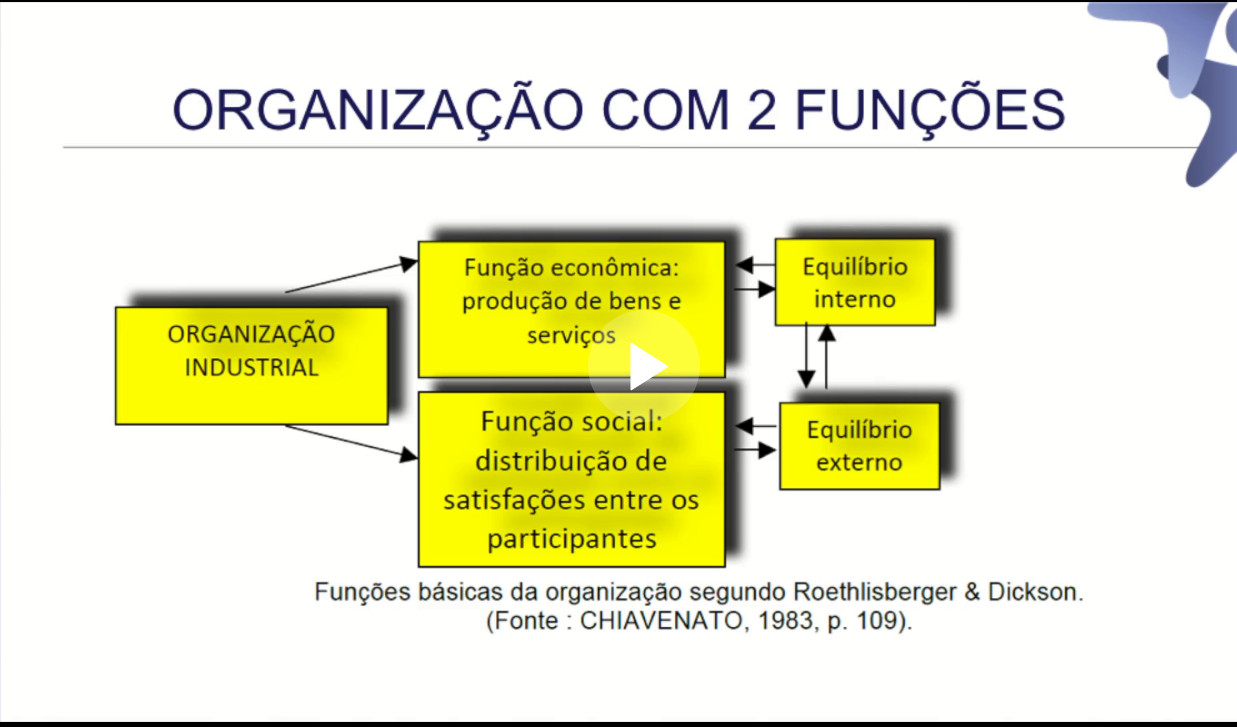 ORGANIZAÇÃO COM 2 FUNÇÕES
ORGANIZAÇÃO
INDUSTRIAL
Função econômica:
produção de bens e
serviços
Equilíbrio
interno
Função social:
distribuição de
satisfações entre os
participantes
Equilíbrio
externo
Funções básicas da organização segundo Roethlisberger & Dickson.
(Fonte : CHIAVENATO, 1983, p. 109).